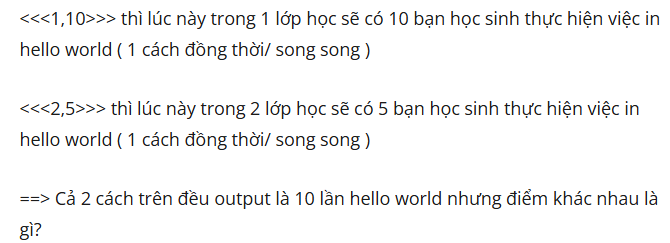 <<<1,10>>> thì lúc này trong 1 lớp học sẽ có 10 bạn học sinh thực hiện việc in
hello world ( 1 cách đồng thời/ song song )
<<<2,5>>> thì lúc này trong 2 lớp học sẽ có 5 bạn học sinh thực hiện việc in
hello world ( 1 cách đồng thời/ song song )
==> Cả 2 cách trên đều output là 10 lần hello world nhưng điểm khác nhau là
gì?